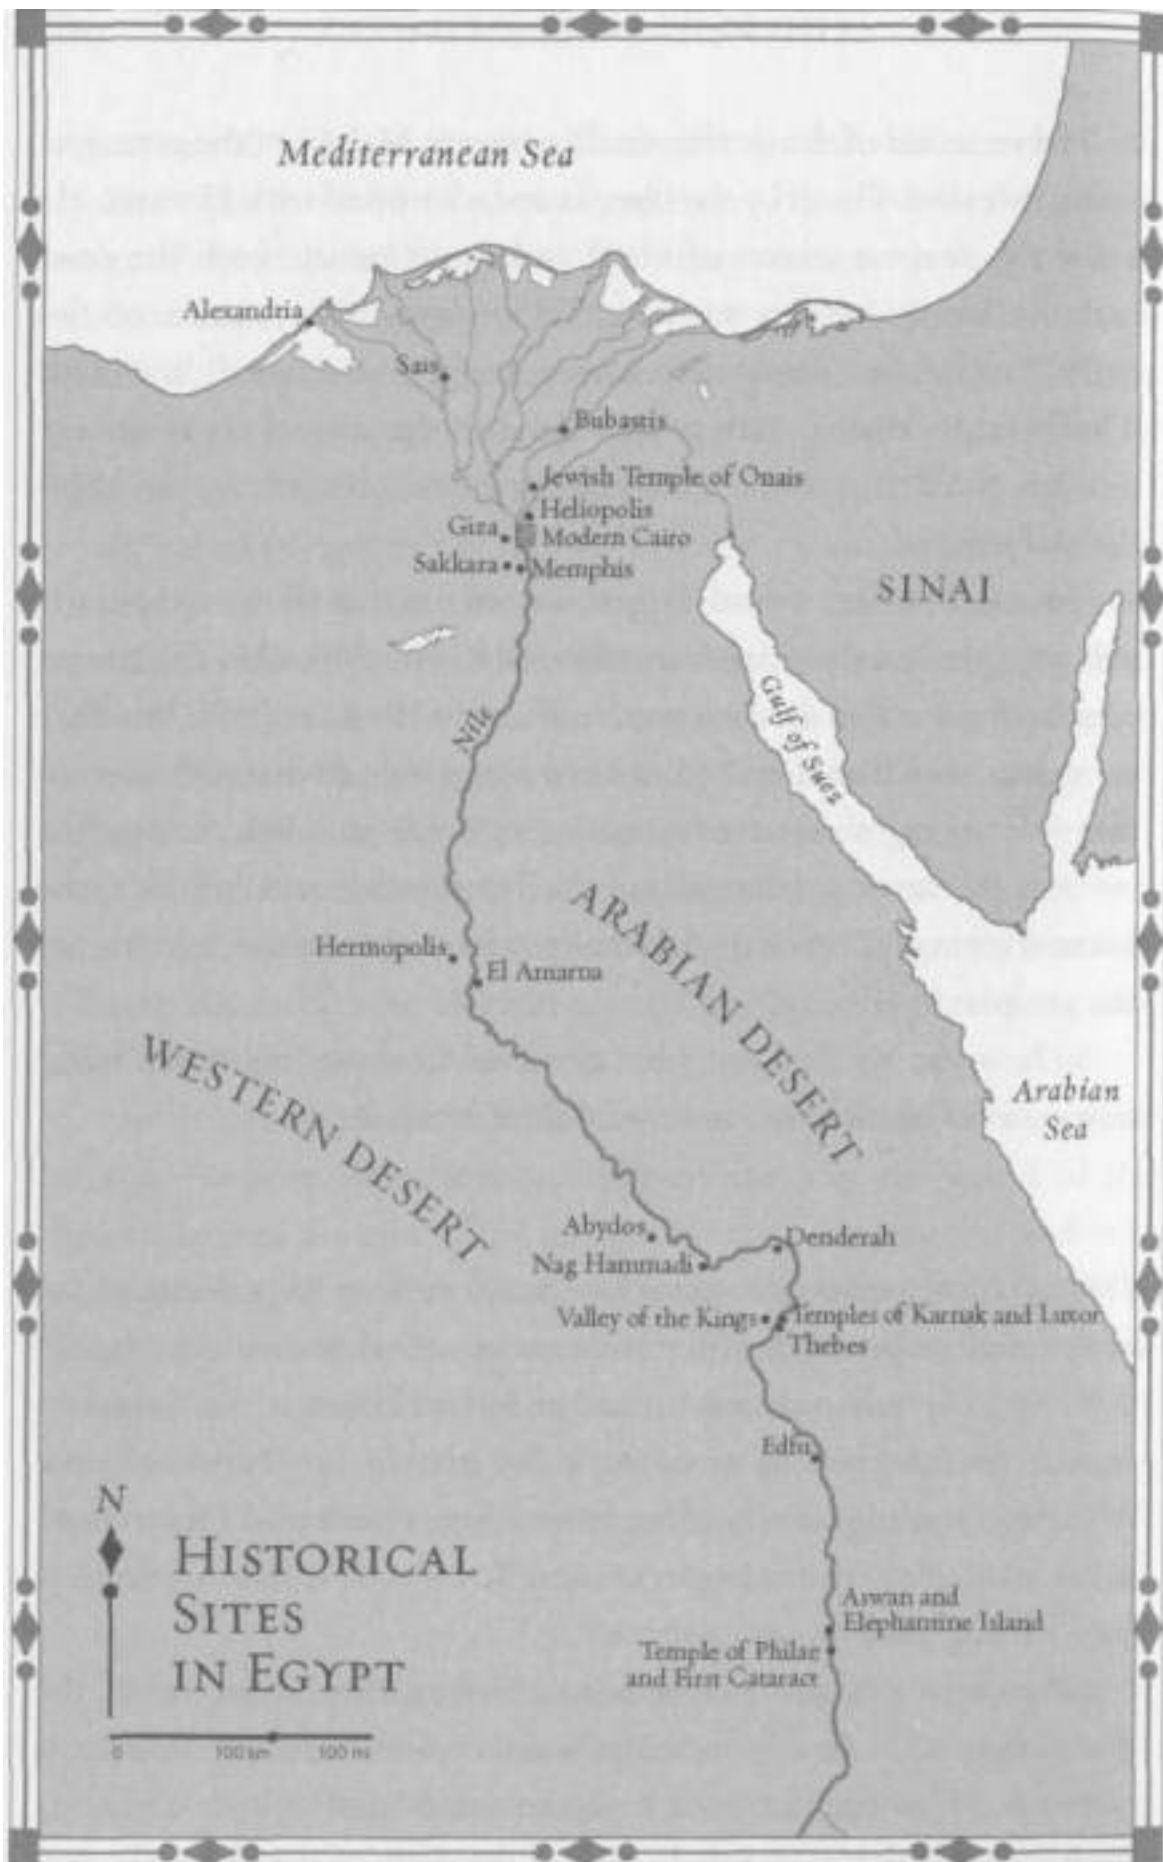 Mediterranean Sea
Alexandria
Sais
Bubastis
Jewish Temple of Onais
Heliopolis
Giza
Modern Cairo
Sakkara
Memphis
SINAI
Nile
Gulf of Suez
ARABIAN DESERT
Hermopolis
El Amarna
WESTERN DESERT
Arabian
Sea
Abydos
Denderah
Nag Hammadi
Valley of the Kings
Temples of Karnak and Luxor
Thebes
Edfu
N
HISTORICAL
SITES
IN EGYPT
Aswan and
Elephantine Island
Temple of Philae
and First Cataract
0 100 km 100 mi